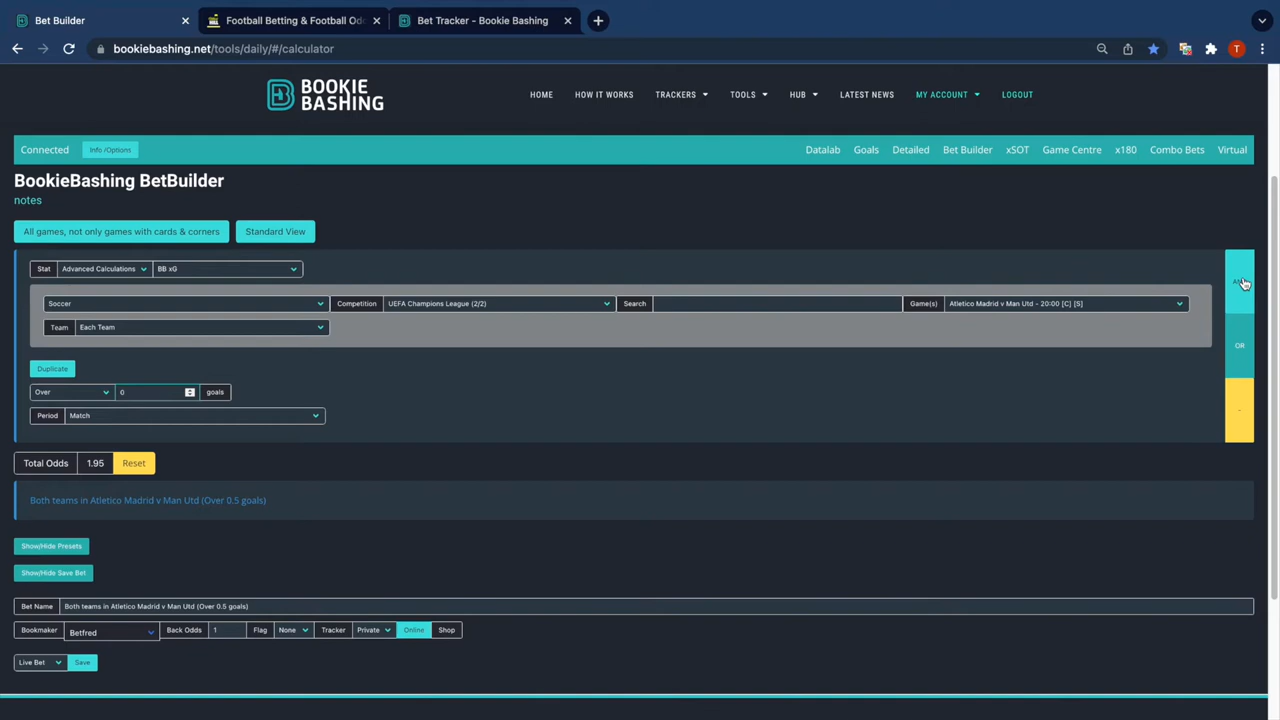 Bet Builder
Football Betting & Football Od
Bet Tracker - Bookie Bashing
bookiebashing.net/tools/daily/#/calculator
T
BOOKIE BASHING
HOME HOW IT WORKS TRACKERS TOOLS HUB LATEST NEWS MY ACCOUNT LOGOUT
Connected Info /Options Datalab Goals Detailed Bet Builder xSOT Game Centre x180 Combo Bets Virtual
BookieBashing BetBuilder
notes
All games, not only games with cards & corners Standard View
Stat Advanced Calculations BB xG
Soccer Competition UEFA Champions League (2/2) Search Game(s) Atletico Madrid v Man Utd - 20:00 [C] [S]
Team Each Team
OR
Duplicate
Over 0 goals
-
Period Match
Total Odds 1.95 Reset
Both teams in Atletico Madrid v Man Utd (Over 0.5 goals)
Show/Hide Presets
Show/Hide Save Bet
Bet Name Both teams in Atletico Madrid v Man Utd (Over 0.5 goals)
Bookmaker Betfred Back Odds 1 Flag None Tracker Private Online Shop
Live Bet Save